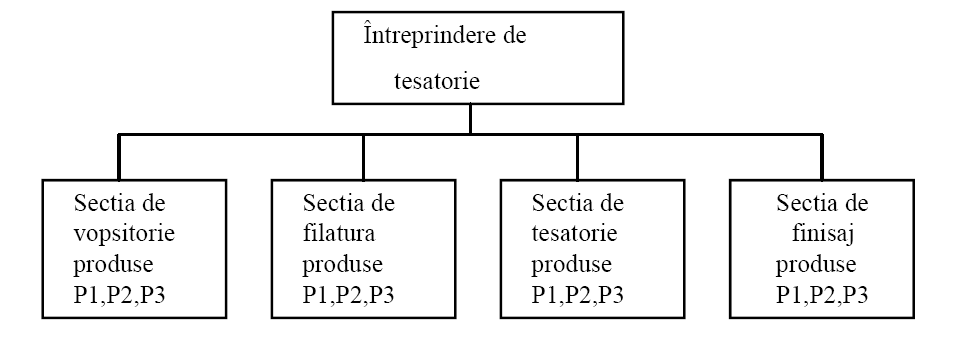 Întreprindere de
tesatorie
Sectia de
vopsitorie
produse
P1,P2,P3
Sectia de
filatura
produse
P1,P2,P3
Sectia de
tesatorie
produse
P1,P2,P3
Sectia de
finisaj
produse
P1,P2,P3